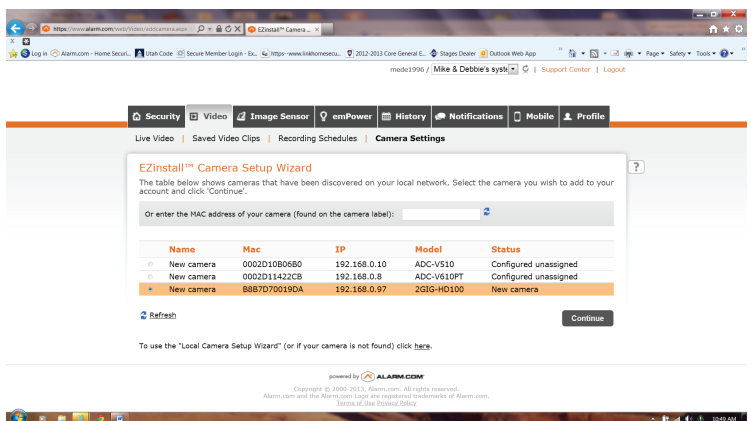 https://www.alarm.com/web/Video/addcamera.aspx
EZinstall™ Camera ...
Log in
Alarm.com - Home Securi...
Utah Code
Secure Member Login - Ex...
https--www.linkhomesecu...
2012-2013 Core General E...
Stages Dealer
Outlook Web App
Page
Safety
Tools
mede1996 / Mike & Debbie's syste
Support Center | Logout
Security
Video
Image Sensor
emPower
History
Notifications
Mobile
Profile
Live Video | Saved Video Clips | Recording Schedules | Camera Settings
EZinstall™ Camera Setup Wizard
?
The table below shows cameras that have been discovered on your local network. Select the camera you wish to add to your
account and click 'Continue'.
Or enter the MAC address of your camera (found on the camera label):
Name Mac IP Model Status
New camera 0002D10B06B0 192.168.0.10 ADC-V510 Configured unassigned
New camera 0002D11422CB 192.168.0.8 ADC-V610PT Configured unassigned
New camera B8B7D70019DA 192.168.0.97 2GIG-HD100 New camera
Refresh
Continue
To use the "Local Camera Setup Wizard" (or if your camera is not found) click here.
powered by ALARM.COM
Copyright © 2000-2013, Alarm.com. All rights reserved.
Alarm.com and the Alarm.com Logo are registered trademarks of Alarm.com.
Terms of Use Privacy Policy
10:49 AM